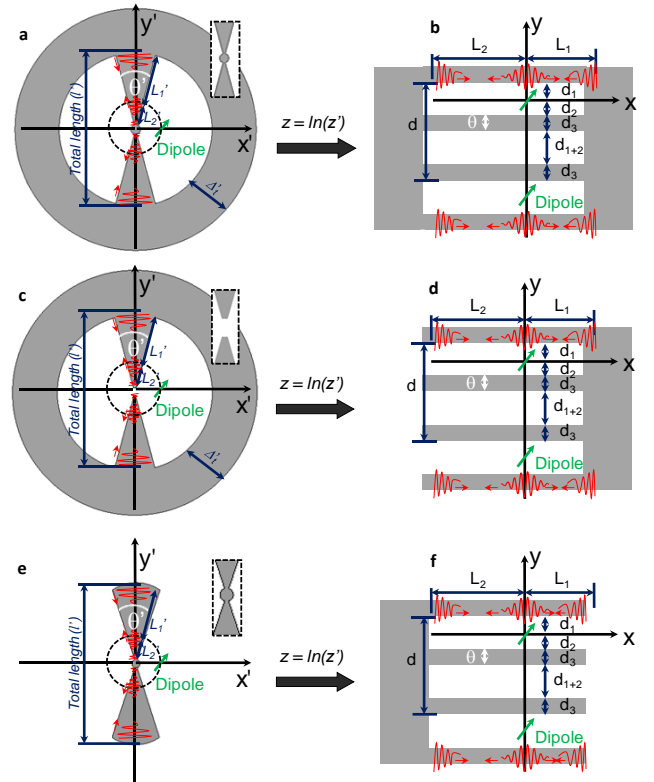 a
y'
Total length(l')
θ'
L₁'
L₂'
x'
Dipole
Δ'ₜ
z = ln(z')
b
y
L₂
L₁
d₁
x
d₂
d
θ
d₃
d₁₊₂
d₃
Dipole
c
y'
Total length(l')
θ'
L₁'
L₂'
x'
Dipole
Δ'ₜ
z = ln(z')
d
y
L₂
L₁
d₁
x
d₂
d
θ
d₃
d₁₊₂
d₃
Dipole
e
y'
Total length(l')
θ'
L₁'
L₂'
x'
Dipole
z = ln(z')
f
y
L₂
L₁
d₁
x
d₂
d
θ
d₃
d₁₊₂
d₃
Dipole